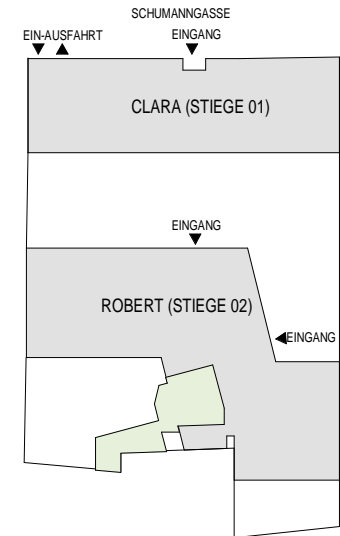 SCHUMANNGASSE
EIN-AUSFAHRT
EINGANG
CLARA (STIEGE 01)
EINGANG
ROBERT (STIEGE 02)
EINGANG